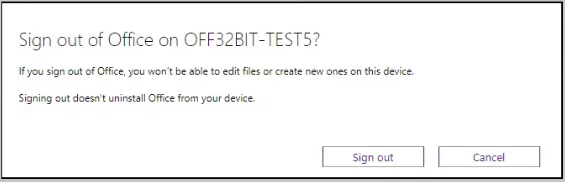 Sign out of Office on OFF32BIT-TEST5?
If you sign out of Office, you won't be able to edit files or create new ones on this device.
Signing out doesn't uninstall Office from your device.
Sign out
Cancel